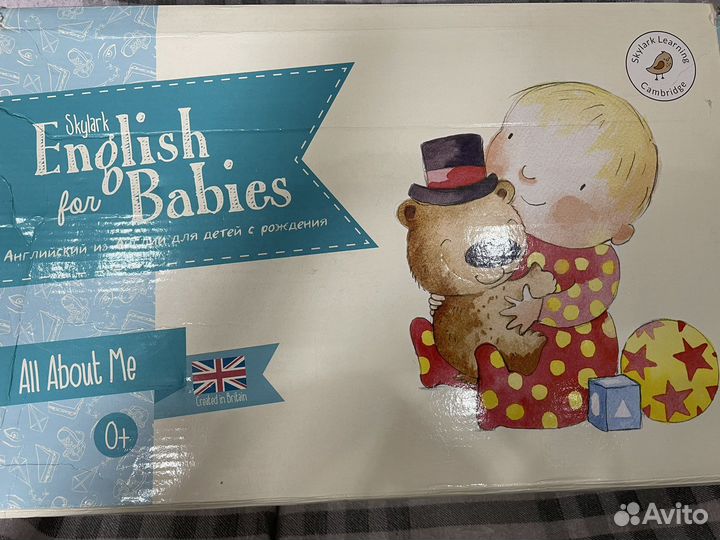 Skylark
English
for Babies
Английский из Англии для детей с рождения
All About Me
Created in Britain
0+
Skylark Learning
Cambridge
Avito